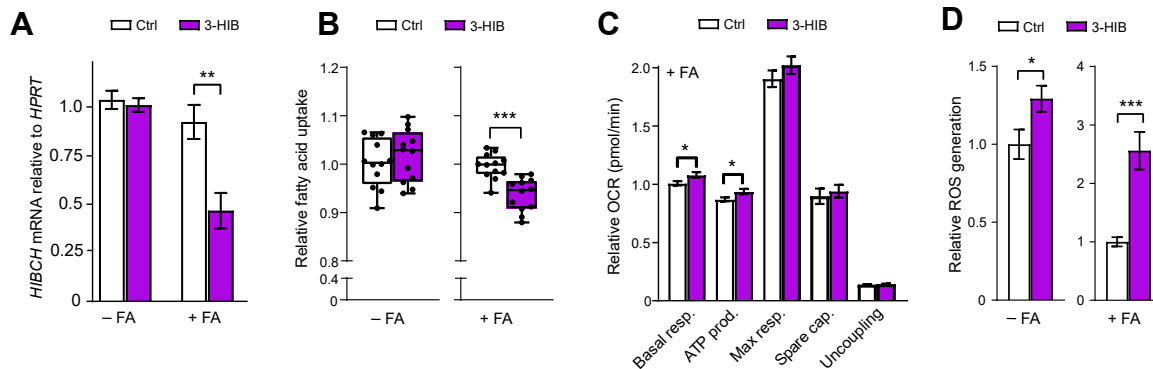 A
Ctrl
3-HIB
HIBCH mRNA relative to HPRT
1.0
0.75
0.5
0.25
0
**
– FA
+ FA
B
Ctrl
3-HIB
Relative fatty acid uptake
1.2
1.0
0.9
0.8
0.4
0
***
– FA
+ FA
C
Ctrl
3-HIB
+ FA
Relative OCR (pmol/min)
2.0
1.5
1.0
0.5
0
*
*
Basal resp.
ATP prod.
Max resp.
Spare cap.
Uncoupling
D
Ctrl
3-HIB
Relative ROS generation
1.5
1.0
0.5
0
*
– FA
4
3
2
1
0
***
+ FA